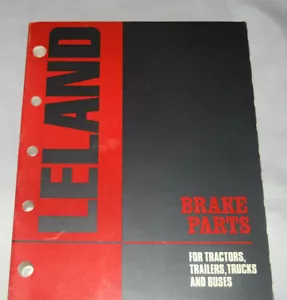 LELAND
BRAKE
PARTS
FOR TRACTORS,
TRAILERS, TRUCKS
AND BUSES